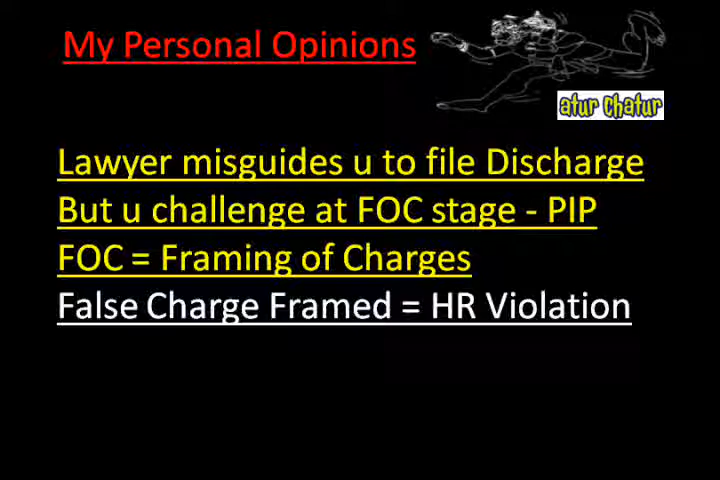 My Personal Opinions
atur chatur
Lawyer misguides u to file Discharge
But u challenge at FOC stage - PIP
FOC = Framing of Charges
False Charge Framed = HR Violation